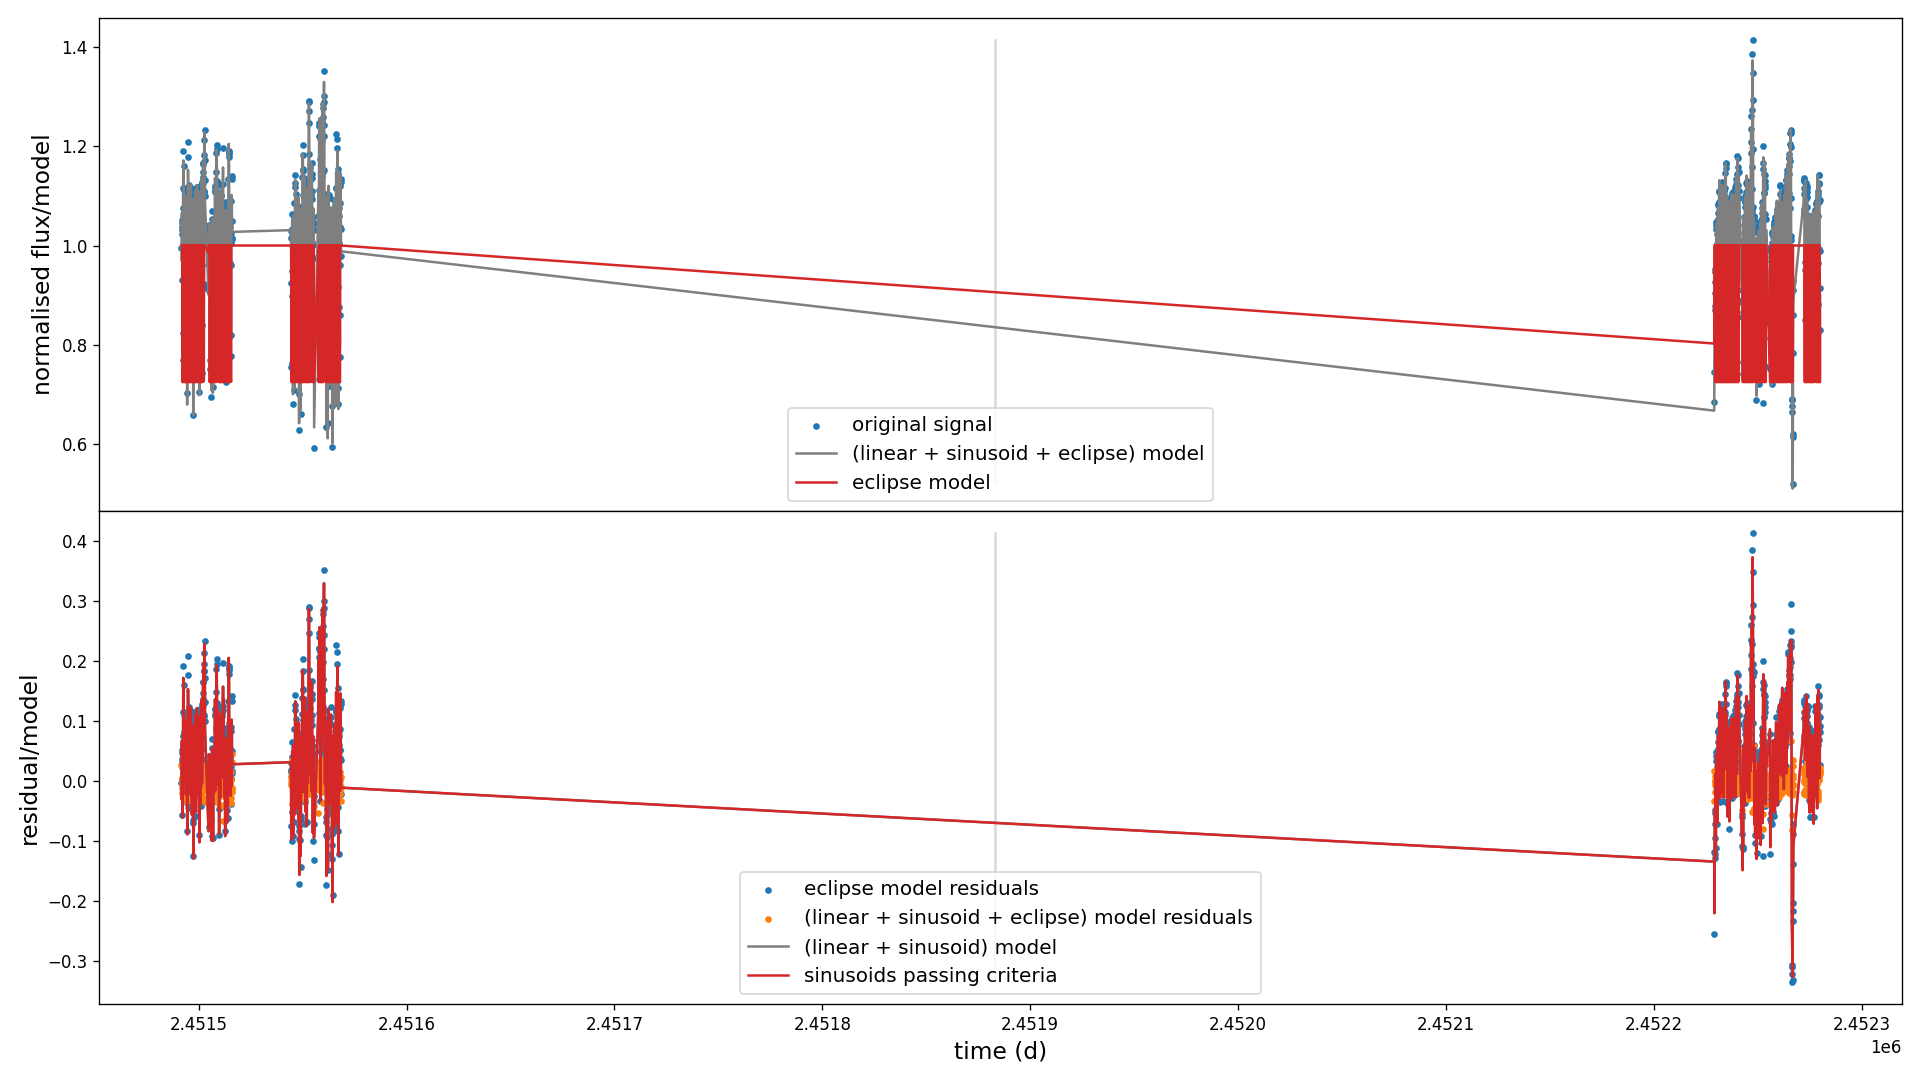 normalised flux/model
1.4
1.2
1.0
0.8
0.6
original signal
(linear + sinusoid + eclipse) model
eclipse model
residual/model
0.4
0.3
0.2
0.1
0.0
−0.1
−0.2
−0.3
eclipse model residuals
(linear + sinusoid + eclipse) model residuals
(linear + sinusoid) model
sinusoids passing criteria
2.4515 2.4516 2.4517 2.4518 2.4519 2.4520 2.4521 2.4522 2.4523
1e6
time (d)